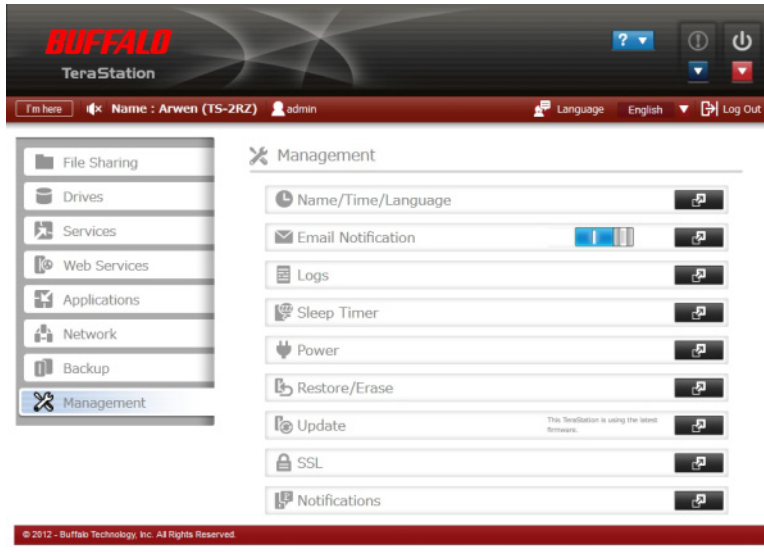 BUFFALO
TeraStation
?
I'm here
Name : Arwen (TS-2RZ)
admin
Language
English
Log Out
File Sharing
Drives
Services
Web Services
Applications
Network
Backup
Management
Management
Name/Time/Language
Email Notification
Logs
Sleep Timer
Power
Restore/Erase
Update
This TeraStation is using the latest
firmware.
SSL
Notifications
© 2012 - Buffalo Technology, Inc. All Rights Reserved.